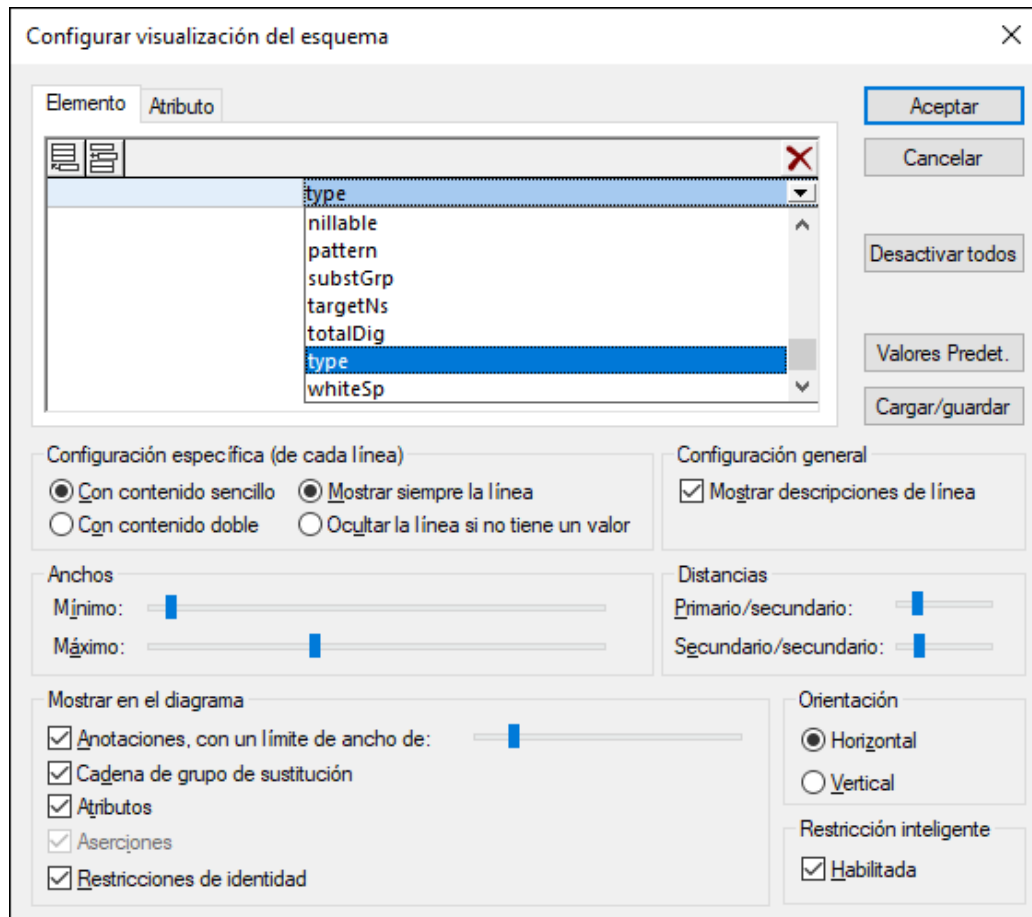 Configurar visualización del esquema
Elemento Atributo
Aceptar
Cancelar
type
nillable
pattern
substGrp
targetNs
totalDig
type
whiteSp
Desactivar todos
Valores Predet.
Cargar/guardar
Configuración específica (de cada línea)
Con contenido sencillo Mostrar siempre la línea
Con contenido doble Ocultar la línea si no tiene un valor
Configuración general
Mostrar descripciones de línea
Anchos
Mínimo:
Máximo:
Distancias
Primario/secundario:
Secundario/secundario:
Mostrar en el diagrama
Anotaciones, con un límite de ancho de:
Cadena de grupo de sustitución
Atributos
Aserciones
Restricciones de identidad
Orientación
Horizontal
Vertical
Restricción inteligente
Habilitada